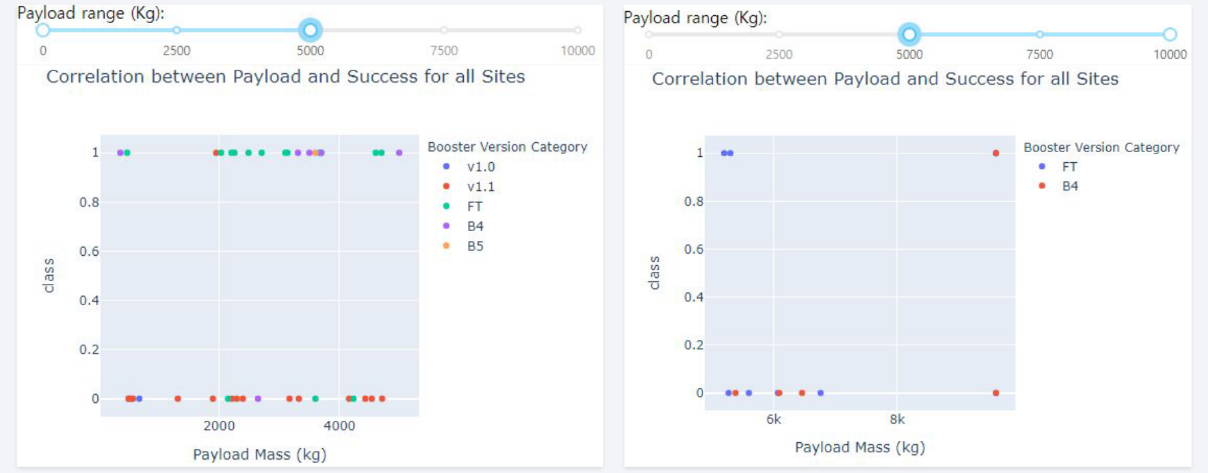 Payload range (Kg):
0 2500 5000 7500 10000
Correlation between Payload and Success for all Sites
Booster Version Category
v1.0
v1.1
FT
B4
B5
1
0.8
0.6
0.4
0.2
0
class
2000 4000
Payload Mass (kg)
Payload range (Kg):
0 2500 5000 7500 10000
Correlation between Payload and Success for all Sites
Booster Version Category
FT
B4
1
0.8
0.6
0.4
0.2
0
class
6k 8k
Payload Mass (kg)